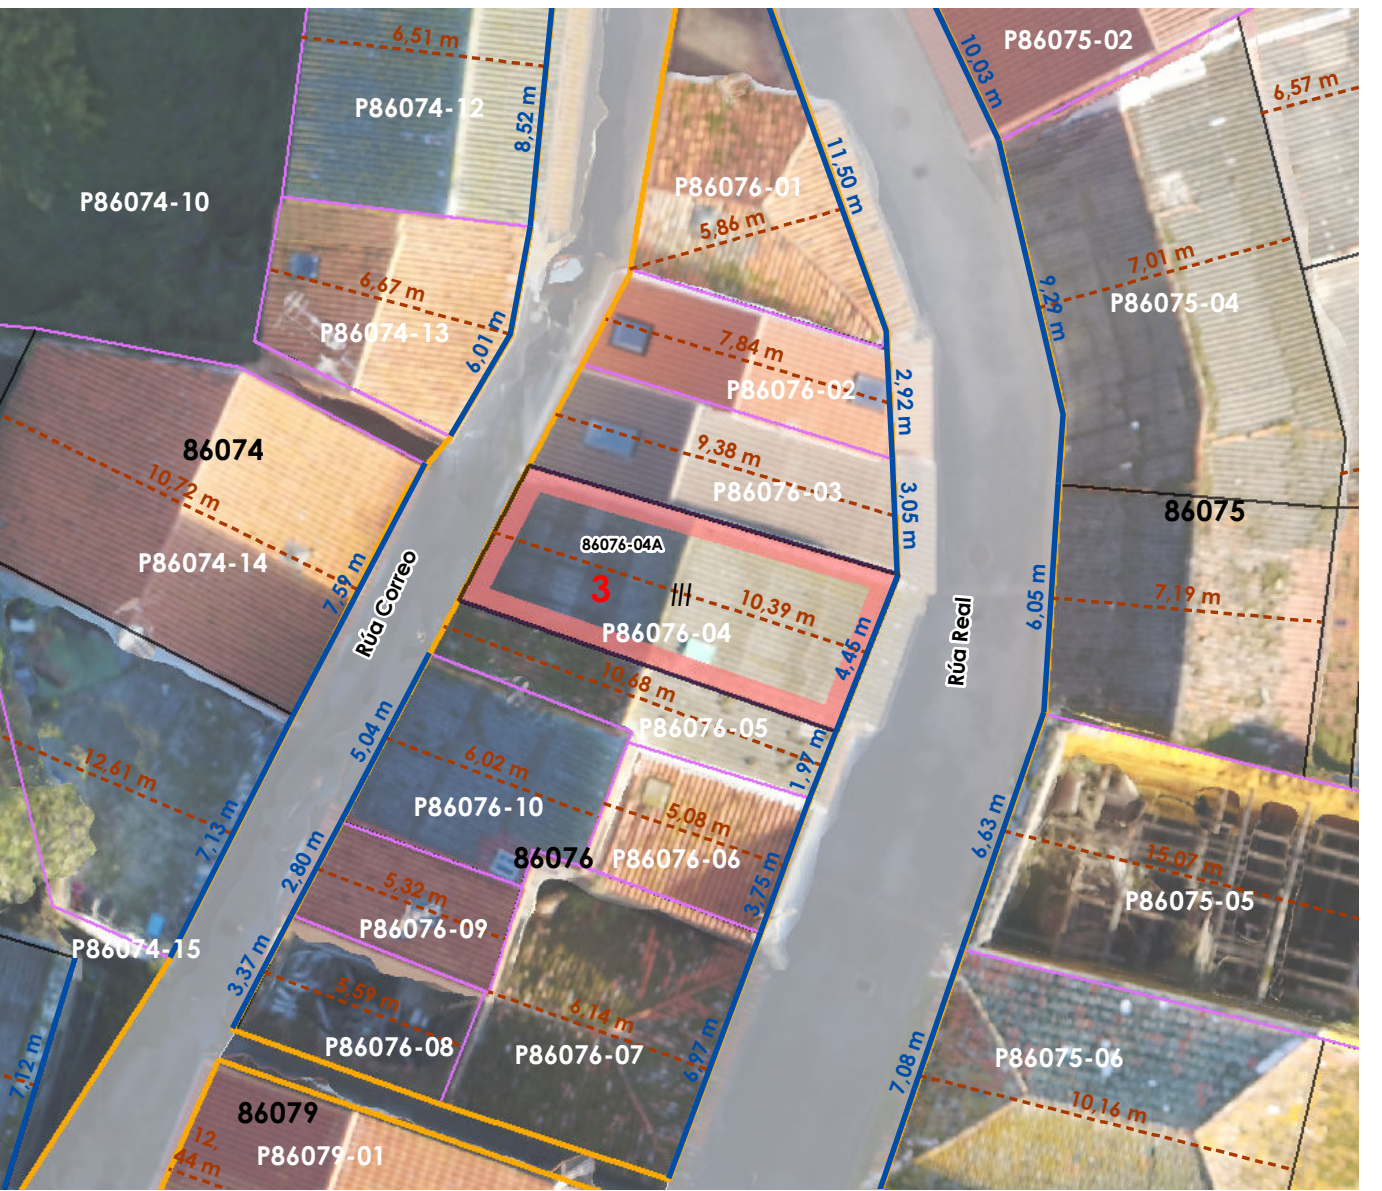 6,51 m
10,03 m
P86075-02
6,57 m
P86074-12
8,52 m
11,50 m
P86076-01
P86074-10
5,86 m
7,01 m
6,67 m
9,29 m
P86075-04
P86074-13
6,01 m
7,84 m
P86076-02
2,92 m
86074
9,38 m
10,72 m
P86076-03
3,05 m
86075
86076-04A
P86074-14
7,59 m
Rúa Correo
3
III
10,39 m
6,05 m
7,19 m
P86076-04
4,45 m
Rúa Real
10,68 m
P86076-05
5,04 m
12,61 m
6,02 m
1,97 m
P86076-10
5,08 m
7,13 m
6,63 m
86076
P86076-06
15,07 m
2,80 m
5,32 m
3,75 m
P86075-05
P86076-09
P86074-15
3,37 m
5,59 m
6,14 m
P86076-08
P86076-07
6,97 m
P86075-06
7,12 m
7,08 m
10,16 m
86079
P86079-01
12,
44 m